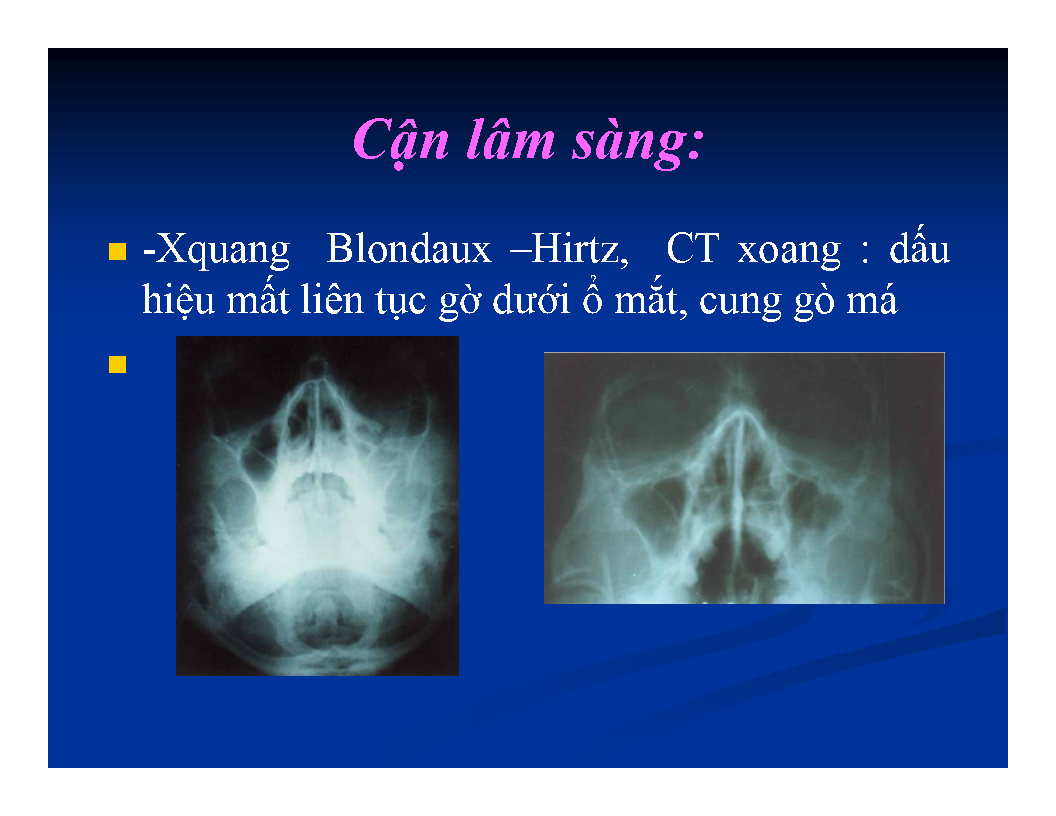 Cận lâm sàng:
-Xquang Blondaux –Hirtz, CT xoang : dấu
hiệu mất liên tục gờ dưới ổ mắt, cung gò má